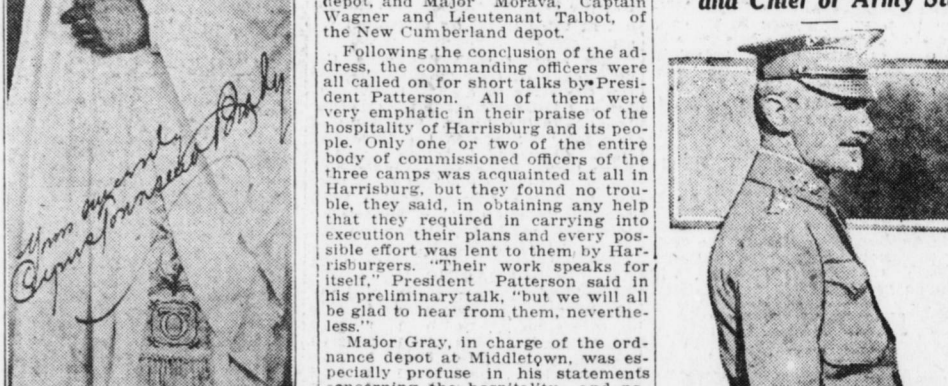 Yours sincerely
Cyrus Townsend Brady
depot, and Major Morava, Captain
Wagner and Lieutenant Talbot, of
the New Cumberland depot.
Following the conclusion of the ad-
dress, the commanding officers were
all called on for short talks by Presi-
dent Patterson. All of them were
very emphatic in their praise of the
hospitality of Harrisburg and its peo-
ple. Only one or two of the entire
body of commissioned officers of the
three camps was acquainted at all in
Harrisburg, but they found no trou-
ble, they said, in obtaining any help
that they required in carrying into
execution their plans and every pos-
sible effort was lent to them by Har-
risburgers. "Their work speaks for
itself," President Patterson said in
his preliminary talk, "but we will all
be glad to hear from them, neverthe-
less."
Major Gray, in charge of the ord-
nance depot at Middletown, was es-
pecially profuse in his statements
and Chief of Army